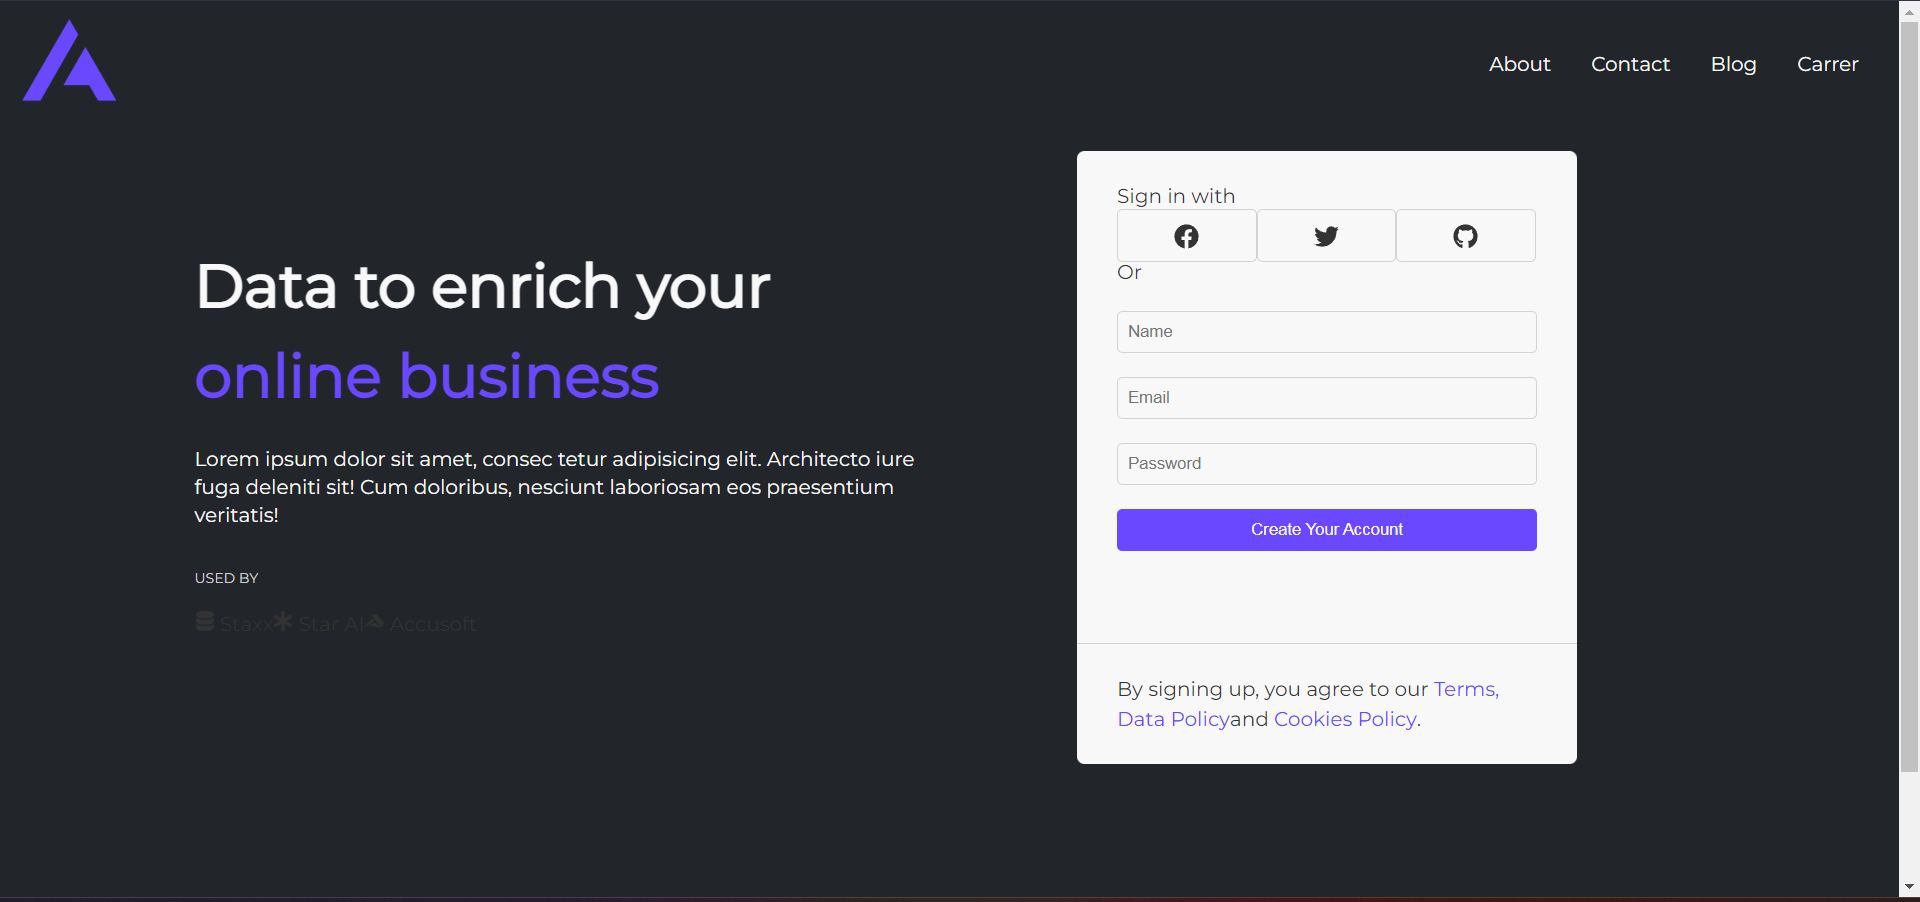 About Contact Blog Carrer
Data to enrich your
online business
Lorem ipsum dolor sit amet, consec tetur adipisicing elit. Architecto iure
fuga deleniti sit! Cum doloribus, nesciunt laboriosam eos praesentium
veritatis!
USED BY
Staxx Star AI Accusoft
Sign in with
Or
Name
Email
Password
Create Your Account
By signing up, you agree to our Terms,
Data Policyand Cookies Policy.